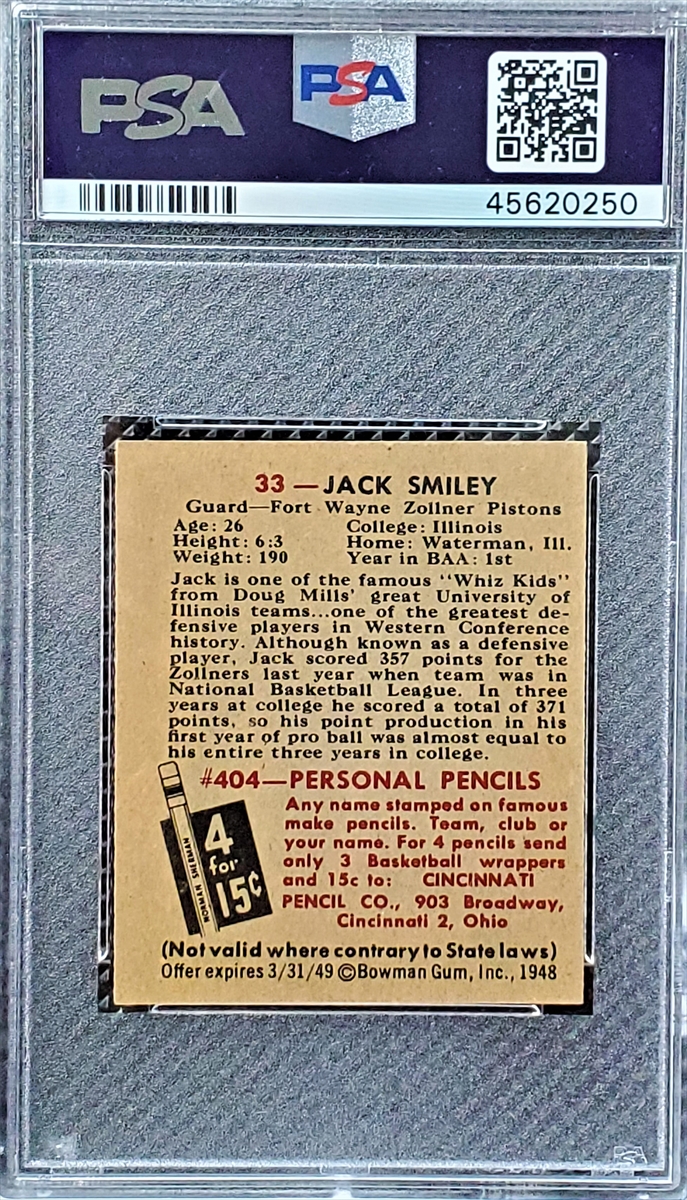 PSA
PSA
45620250
33—JACK SMILEY
Guard—Fort Wayne Zollner Pistons
Age: 26 College: Illinois
Height: 6:3 Home: Waterman, Ill.
Weight: 190 Year in BAA: 1st
Jack is one of the famous "Whiz Kids"
from Doug Mills' great University of
Illinois teams...one of the greatest de-
fensive players in Western Conference
history. Although known as a defensive
player, Jack scored 357 points for the
Zollners last year when team was in
National Basketball League. In three
years at college he scored a total of 371
points, so his point production in his
first year of pro ball was almost equal to
his entire three years in college.
#404—PERSONAL PENCILS
Any name stamped on famous
make pencils. Team, club or
your name. For 4 pencils send
only 3 Basketball wrappers
and 15c to: CINCINNATI
PENCIL CO., 903 Broadway,
Cincinnati 2, Ohio
NORMAN SHERMAN
4
for
15¢
(Not valid where contrary to State laws)
Offer expires 3/31/49 ©Bowman Gum, Inc., 1948
PSA